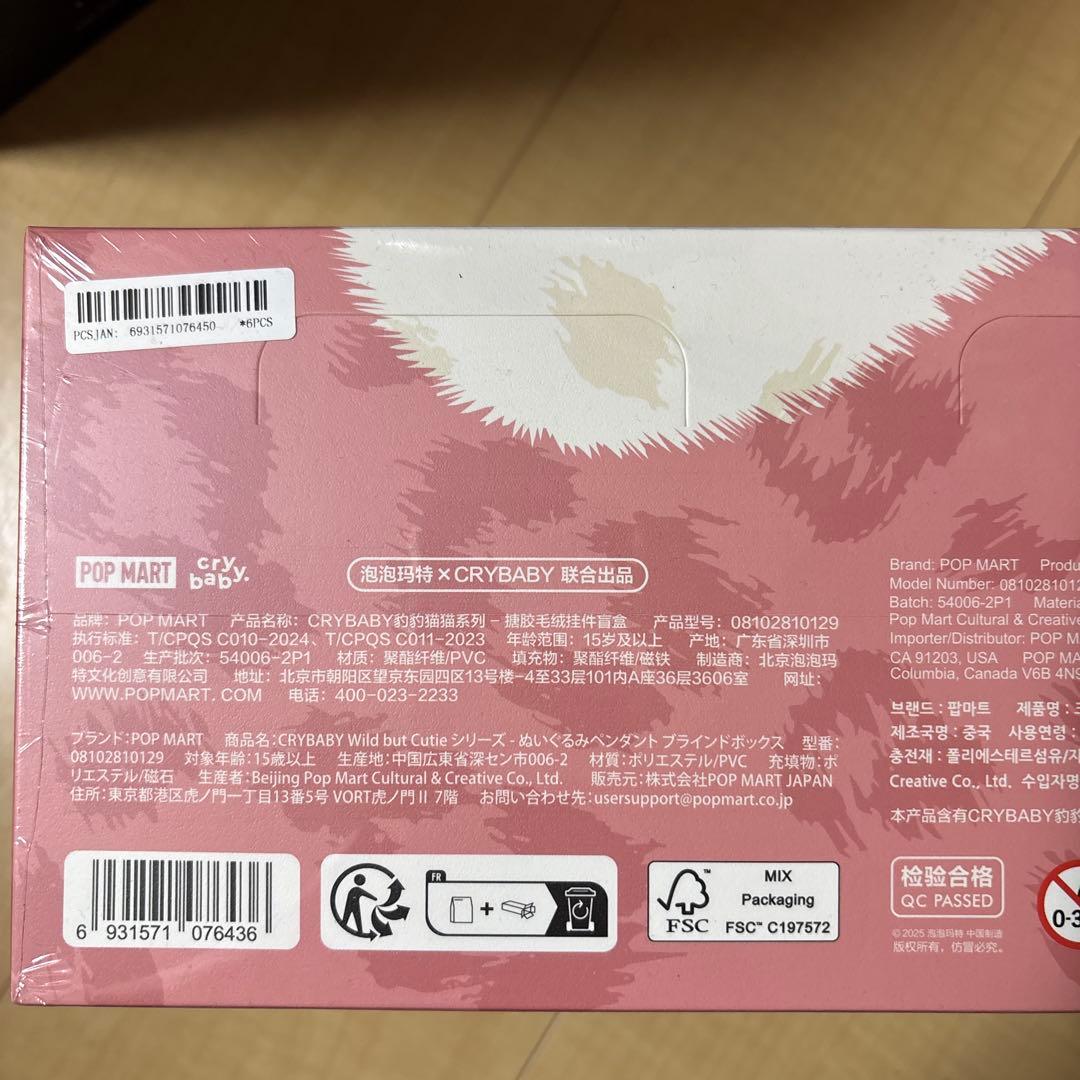 PCSJAN: 6931571076450 *6PCS
POP MART cry baby.
泡泡玛特×CRYBABY 联合出品
品牌: POP MART 产品名称: CRYBABY豹豹猫猫系列 - 搪胶毛绒挂件盲盒 产品型号: 08102810129
执行标准: T/CPQS C010-2024、T/CPQS C011-2023 年龄范围: 15岁及以上 产地: 广东省深圳市
006-2 生产批次: 54006-2P1 材质: 聚酯纤维/PVC 填充物: 聚酯纤维/磁铁 制造商: 北京泡泡玛
特文化创意有限公司 地址: 北京市朝阳区望京东园四区13号楼-4至33层101内A座36层3606室 网址:
WWW.POPMART.COM 电话: 400-023-2233
ブランド:POP MART 商品名:CRYBABY Wild but Cutie シリーズ - ぬいぐるみペンダント ブラインドボックス 型番:
08102810129 対象年齢:15歳以上 生産地:中国広東省深セン市006-2 材質:ポリエステル/PVC 充填物:ポ
リエステル/磁石 生産者:Beijing Pop Mart Cultural & Creative Co., Ltd. 販売元:株式会社POP MART JAPAN
住所:東京都港区虎ノ門一丁目13番5号 VORT虎ノ門Ⅱ 7階 お問い合わせ先:usersupport@popmart.co.jp
Brand: POP MART Produ
Model Number: 0810281012
Batch: 54006-2P1 Materia
Pop Mart Cultural & Creative
Importer/Distributor: POP M
CA 91203, USA POP MA
Columbia, Canada V6B 4N9
브랜드 : 팝마트 제품명 :
제조국명 : 중국 사용연령 :
충전재 : 폴리에스테르섬유/자
Creative Co., Ltd. 수입자명
本产品含有CRYBABY豹豹
6 931571 076436
FR
FSC™
MIX
Packaging
FSC™ C197572
检验合格
QC PASSED
© 2025 泡泡玛特 中国制造
版权所有，仿冒必究。
0-3